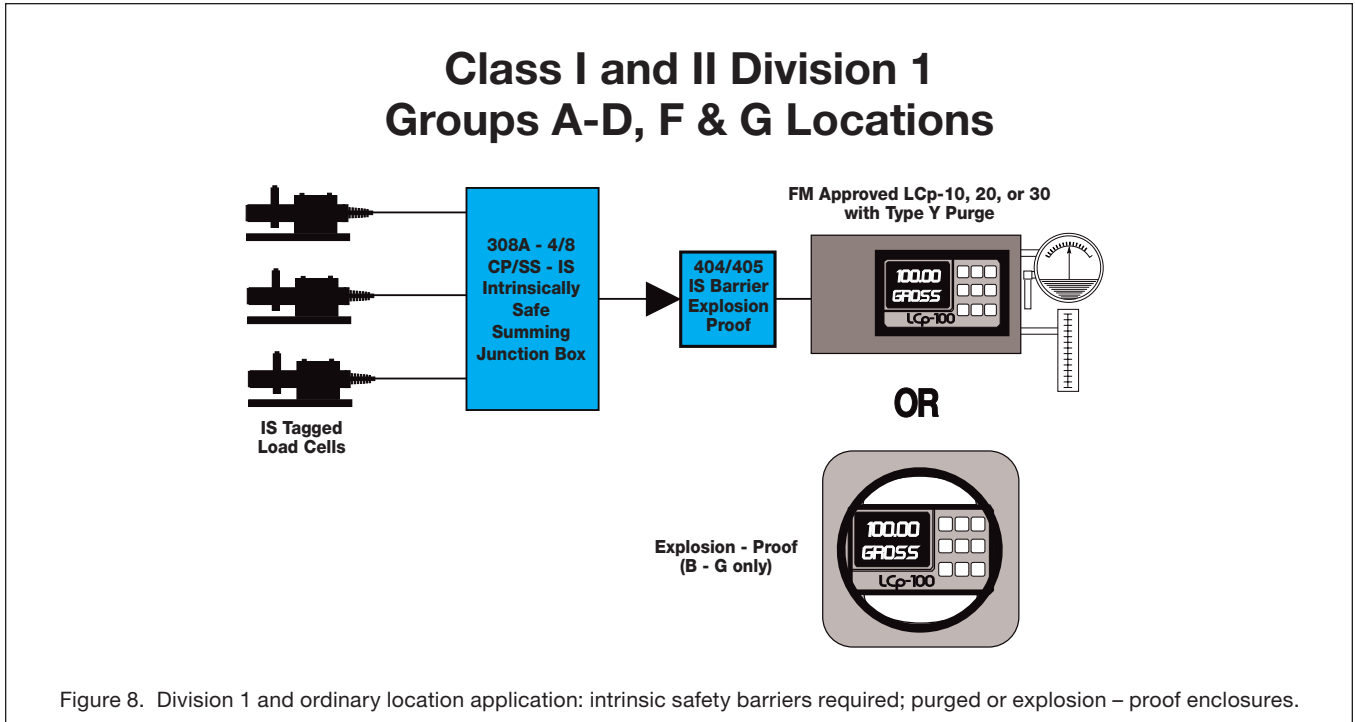 Class I and II Division 1
Groups A-D, F & G Locations
FM Approved LCp-10, 20, or 30
with Type Y Purge
308A - 4/8
CP/SS - IS
Intrinsically
Safe
Summing
Junction Box
404/405
IS Barrier
Explosion
Proof
100.00
GROSS
LCp-100
IS Tagged
Load Cells
OR
Explosion - Proof
(B - G only)
100.00
GROSS
LCp-100
Figure 8. Division 1 and ordinary location application: intrinsic safety barriers required; purged or explosion – proof enclosures.